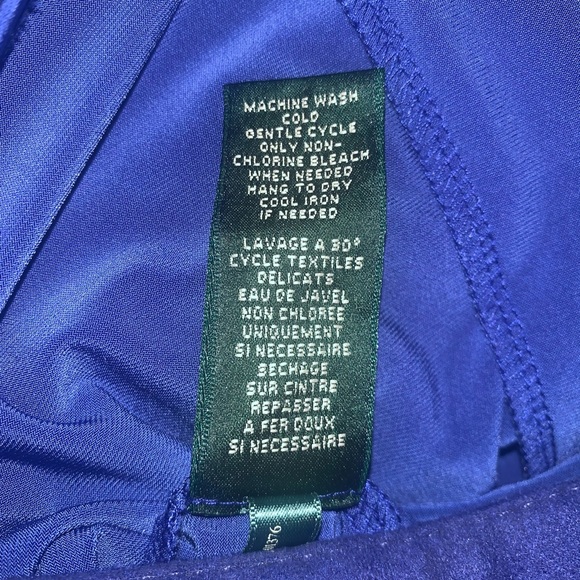 MACHINE WASH
COLD
GENTLE CYCLE
ONLY NON-
CHLORINE BLEACH
WHEN NEEDED
HANG TO DRY
COOL IRON
IF NEEDED
LAVAGE A 30°
CYCLE TEXTILES
DELICATS
EAU DE JAVEL
NON CHLOREE
UNIQUEMENT
SI NECESSAIRE
SECHAGE
SUR CINTRE
REPASSER
A FER DOUX
SI NECESSAIRE